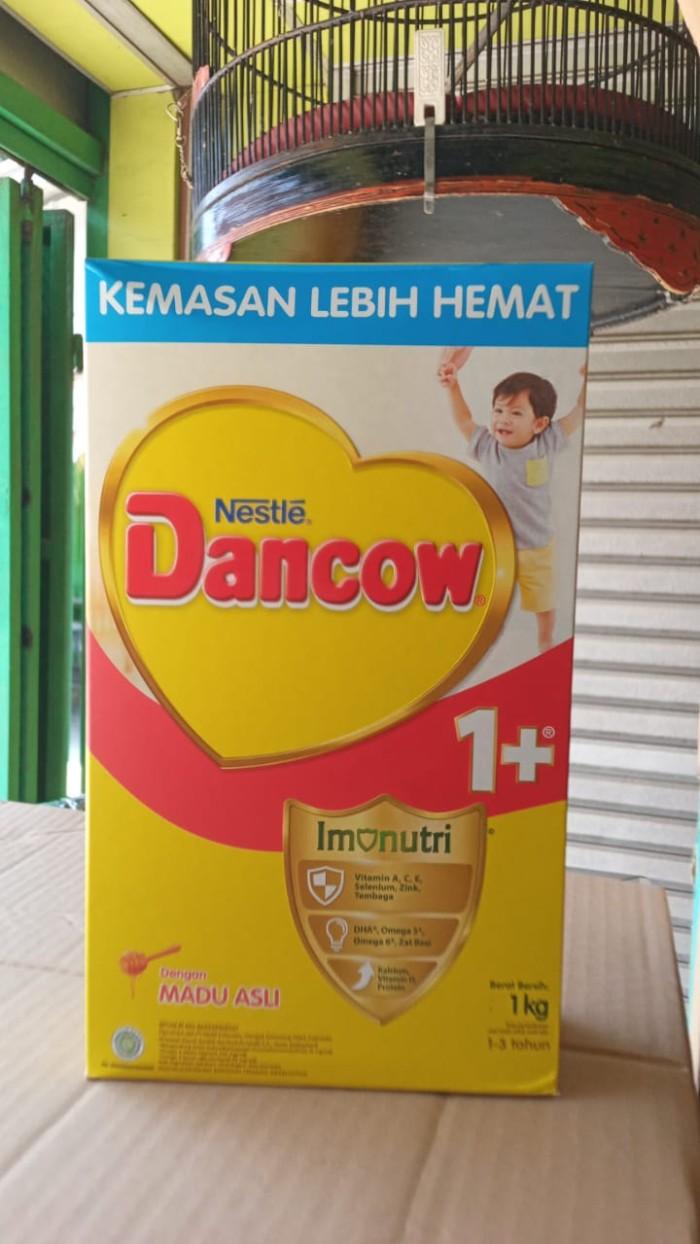 KEMASAN LEBIH HEMAT
Nestlé®
Dancow®
1+®
Imunutri
Vitamin A, C, E,
Selenium, Zink,
Tembaga
DHA*, Omega 3*,
Omega 6*, Zat Besi
Kalsium,
Vitamin D,
Protein
Dengan
MADU ASLI
Berat Bersih:
1 kg
1-3 tahun